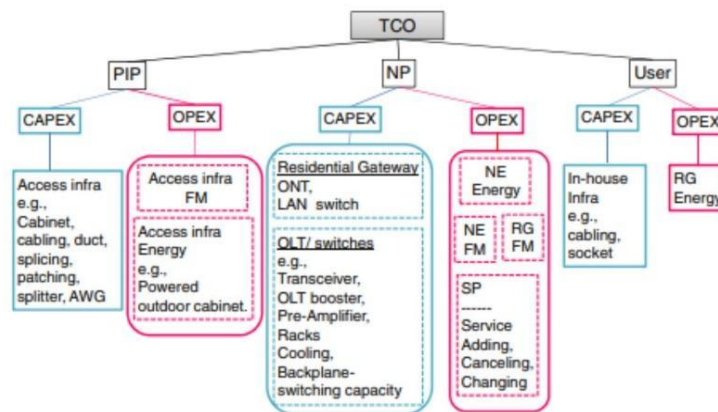 TCO
PIP
NP
User
CAPEX
OPEX
CAPEX
OPEX
CAPEX
OPEX
Access infra
e.g.,
Cabinet,
cabling, duct,
splicing,
patching,
splitter, AWG
Access infra
FM
Access infra
Energy
e.g.,
Powered
outdoor cabinet.
Residential Gateway
ONT,
LAN switch
OLT/ switches
e.g.,
Transceiver,
OLT booster,
Pre-Amplifier,
Racks
Cooling,
Backplane-
switching capacity
NE
Energy
NE
FM
RG
FM
SP
------
Service
Adding,
Canceling,
Changing
In-house
Infra
e.g.,
cabling,
socket
RG
Energy